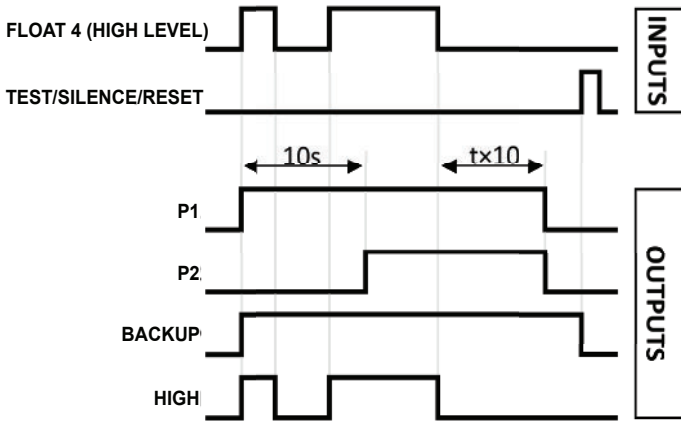 FLOAT 4 (HIGH LEVEL)
INPUTS
TEST/SILENCE/RESET
10s
t×10
P1
P2
OUTPUTS
BACKUP
HIGH